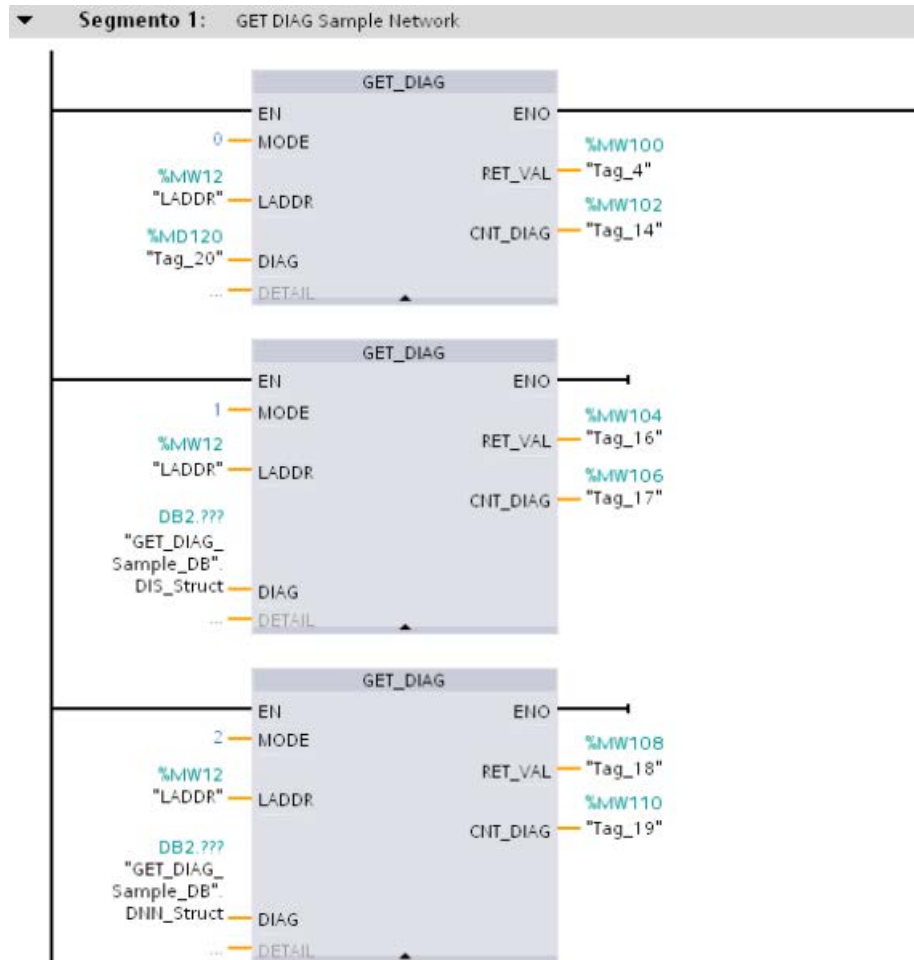 Segmento 1: GET DIAG Sample Network
GET_DIAG
EN ENO
0 MODE
%MW100
RET_VAL "Tag_4"
%MW12
"LADDR" LADDR
%MW102
CNT_DIAG "Tag_14"
%MD120
"Tag_20" DIAG
... DETAIL
GET_DIAG
EN ENO
1 MODE
%MW104
RET_VAL "Tag_16"
%MW12
"LADDR" LADDR
%MW106
CNT_DIAG "Tag_17"
DB2.???
"GET_DIAG_
Sample_DB".
DIS_Struct DIAG
... DETAIL
GET_DIAG
EN ENO
2 MODE
%MW108
RET_VAL "Tag_18"
%MW12
"LADDR" LADDR
%MW110
CNT_DIAG "Tag_19"
DB2.???
"GET_DIAG_
Sample_DB".
DNN_Struct DIAG
... DETAIL